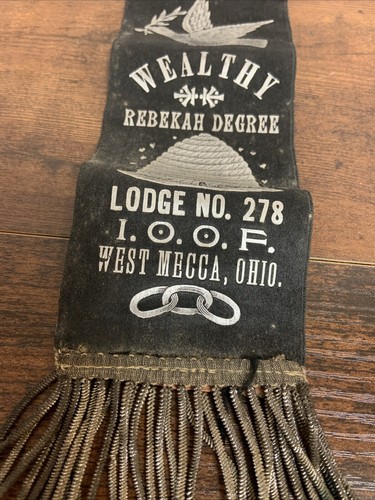 WEALTHY
REBEKAH DEGREE
LODGE NO. 278
I.O.O.F.
WEST MECCA, OHIO.